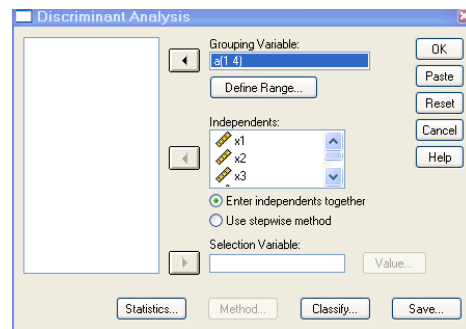 Discriminant Analysis
Grouping Variable:
a(1 4)
Define Range...
Independents:
x1
x2
x3
Enter independents together
Use stepwise method
Selection Variable:
Value...
OK
Paste
Reset
Cancel
Help
Statistics...
Method...
Classify...
Save...